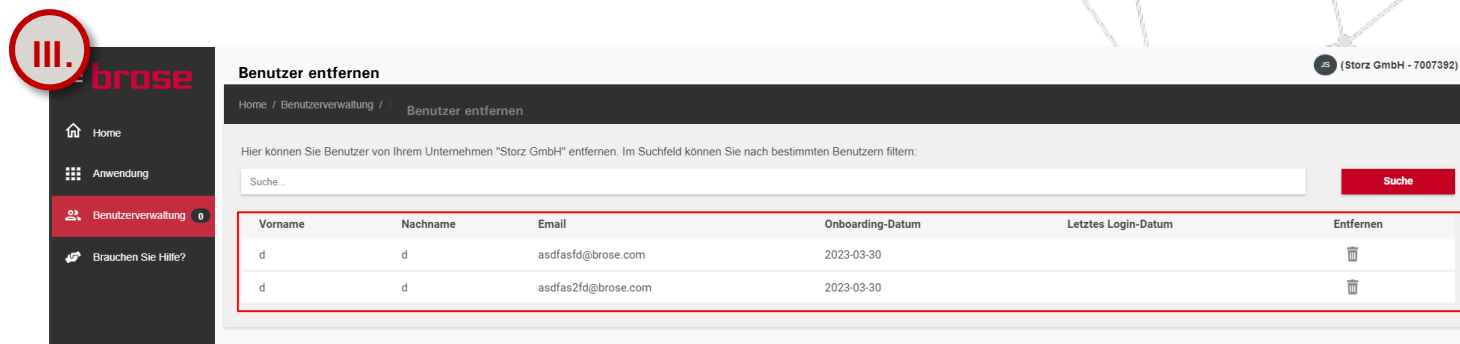 III.
brose
Benutzer entfernen
JS (Storz GmbH - 7007392)
Home / Benutzerverwaltung / Benutzer entfernen
Home
Anwendung
Benutzerverwaltung 0
Brauchen Sie Hilfe?
Hier können Sie Benutzer von Ihrem Unternehmen "Storz GmbH" entfernen. Im Suchfeld können Sie nach bestimmten Benutzern filtern:
Suche... Suche
Vorname Nachname Email Onboarding-Datum Letztes Login-Datum Entfernen
d d asdfasfd@brose.com 2023-03-30
d d asdfas2fd@brose.com 2023-03-30